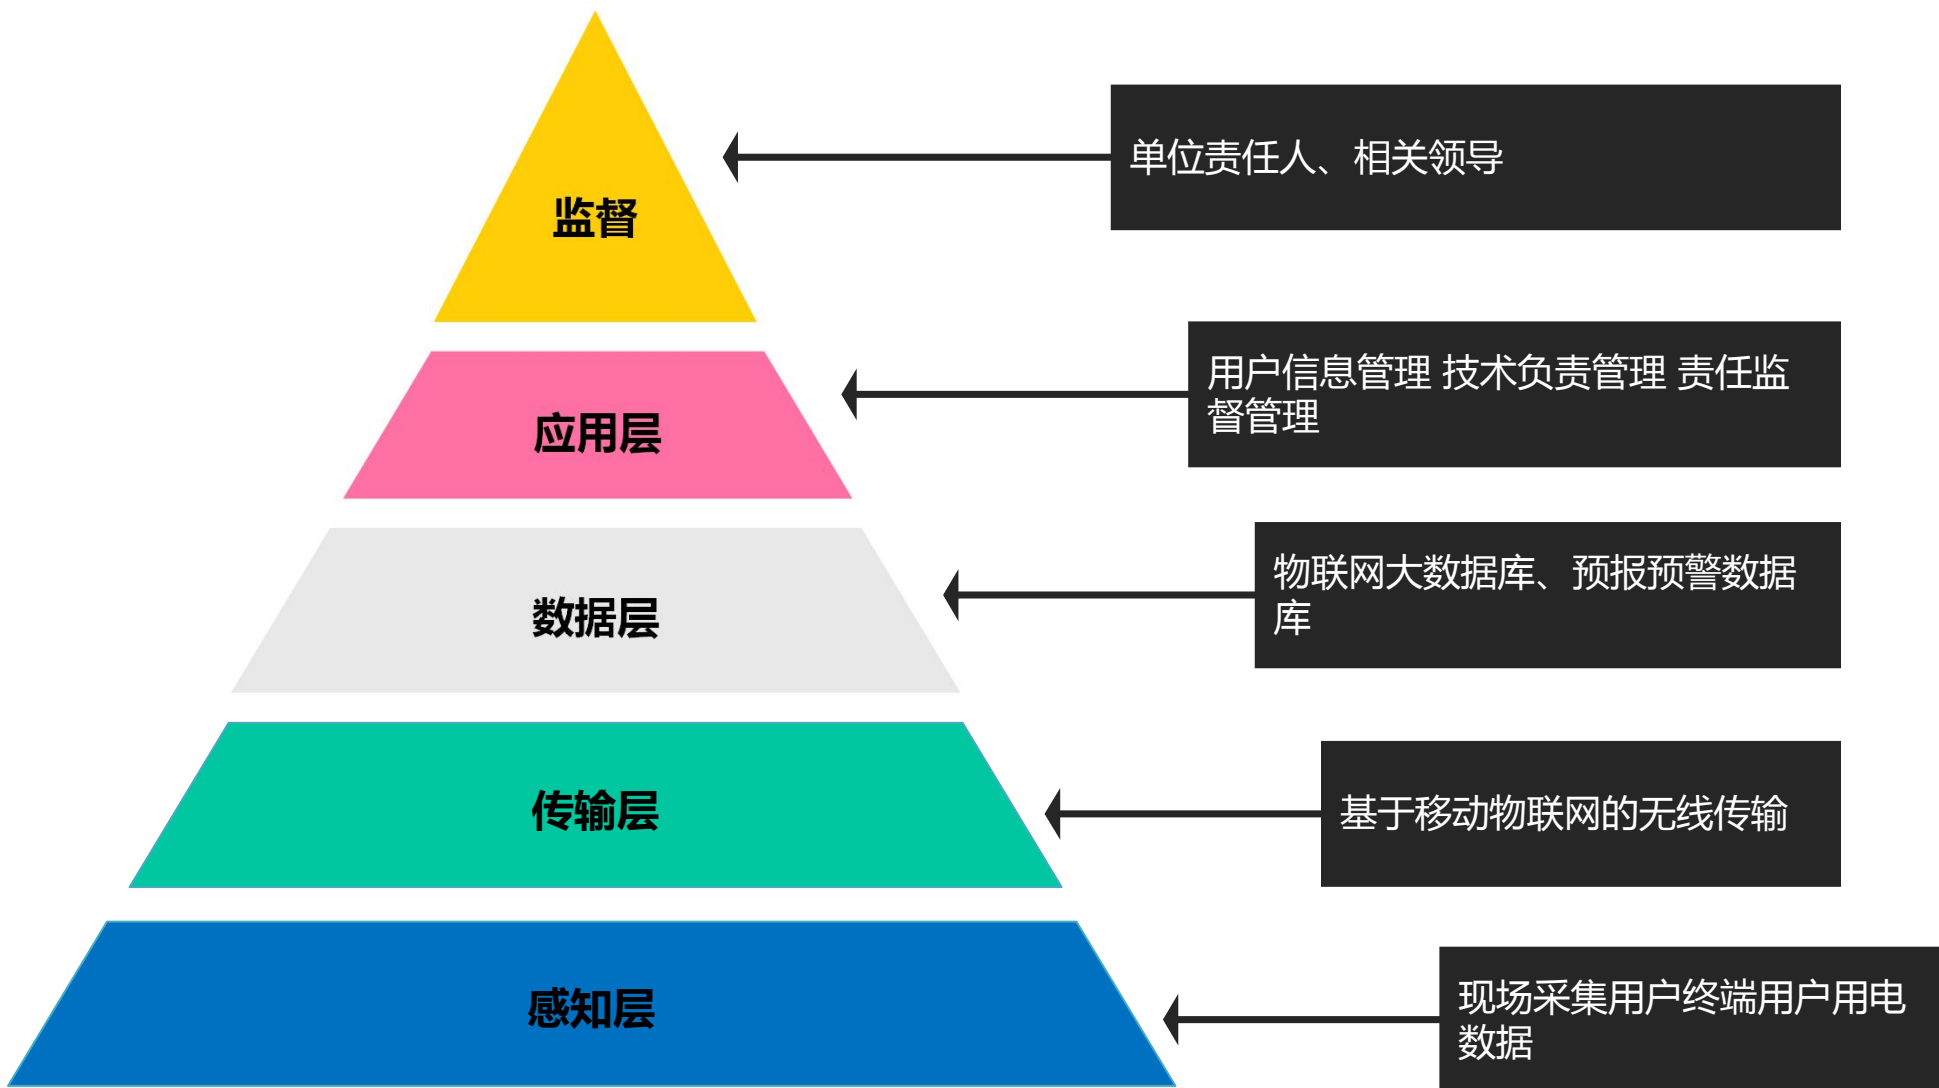 监督
单位责任人、相关领导
应用层
用户信息管理 技术负责管理 责任监
督管理
数据层
物联网大数据库、预报预警数据
库
传输层
基于移动物联网的无线传输
感知层
现场采集用户终端用户用电
数据